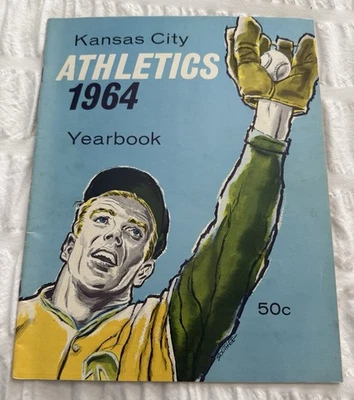 Kansas City
ATHLETICS
1964
Yearbook
50c